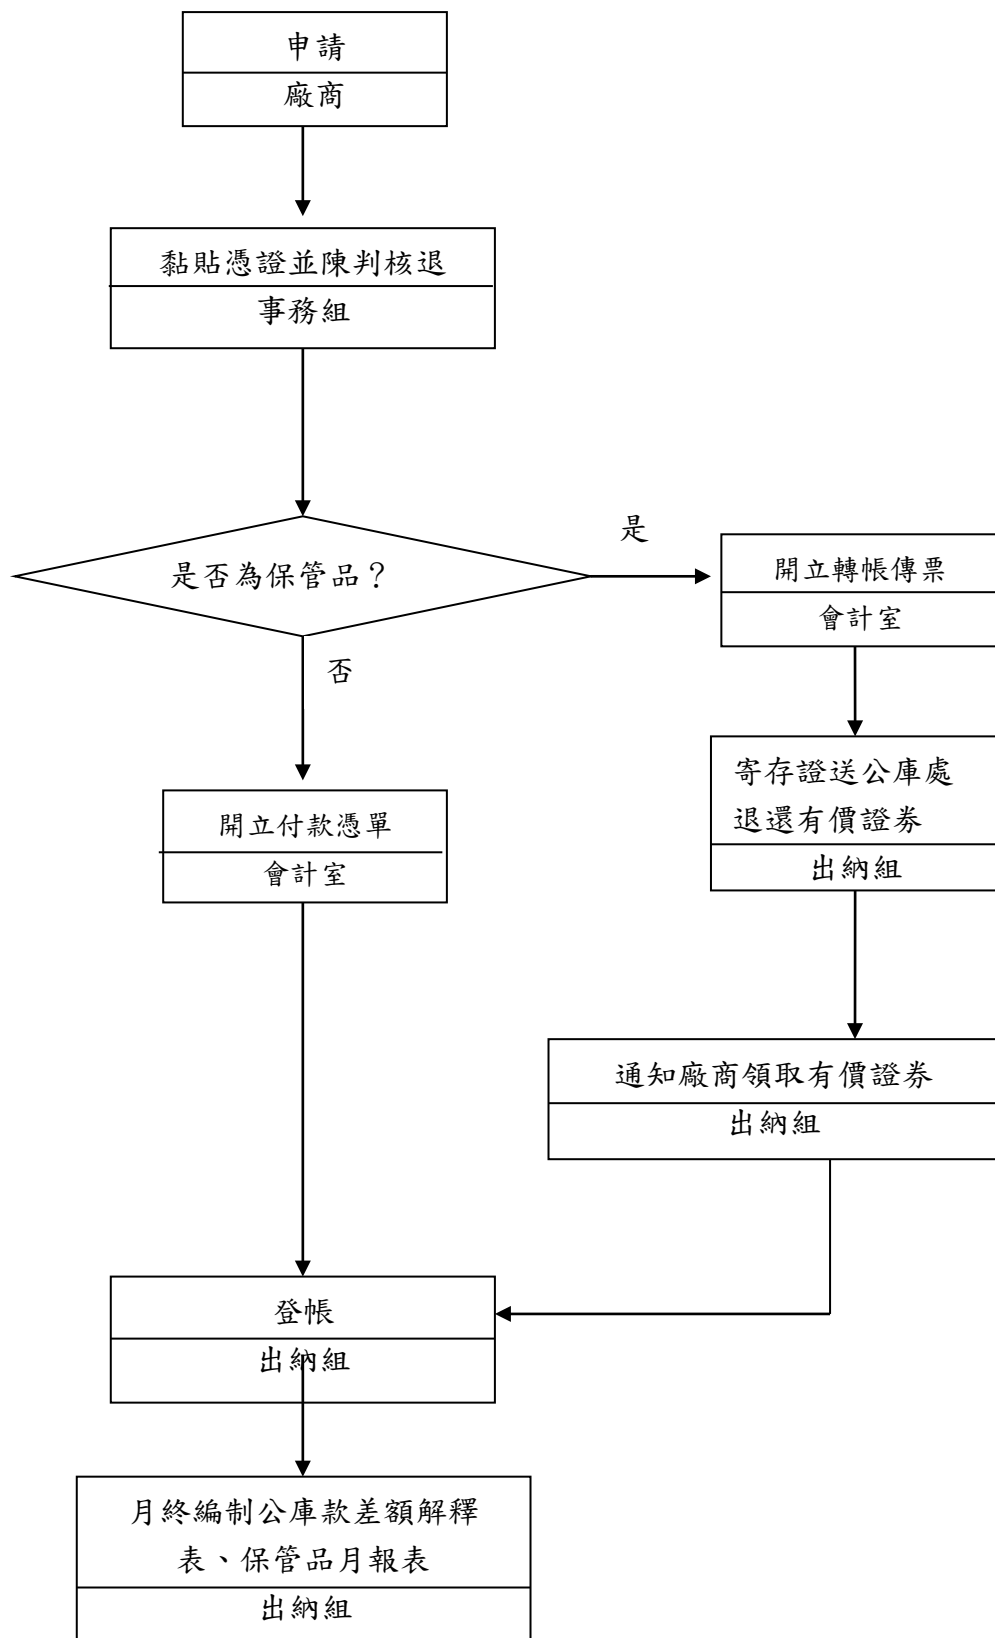 申請
廠商
黏貼憑證並陳判核退
事務組
是否為保管品？
是
開立轉帳傳票
會計室
否
寄存證送公庫處
退還有價證券
出納組
開立付款憑單
會計室
通知廠商領取有價證券
出納組
登帳
出納組
月終編制公庫款差額解釋
表、保管品月報表
出納組